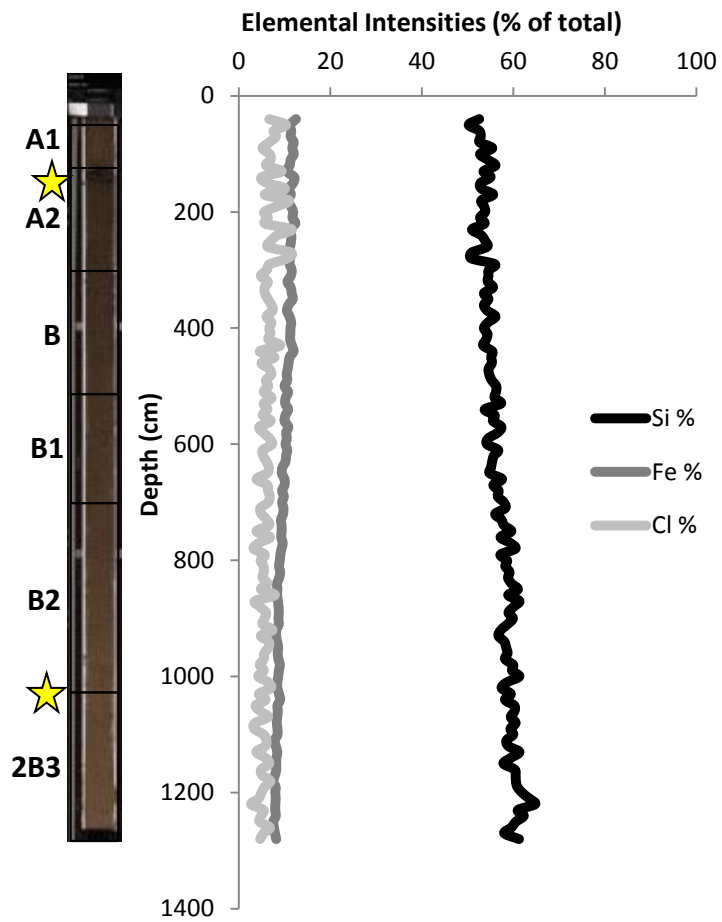 Elemental Intensities (% of total)
0 20 40 60 80 100
0
200
400
600
800
1000
1200
1400
Depth (cm)
A1
A2
B
B1
B2
2B3
Si %
Fe %
Cl %